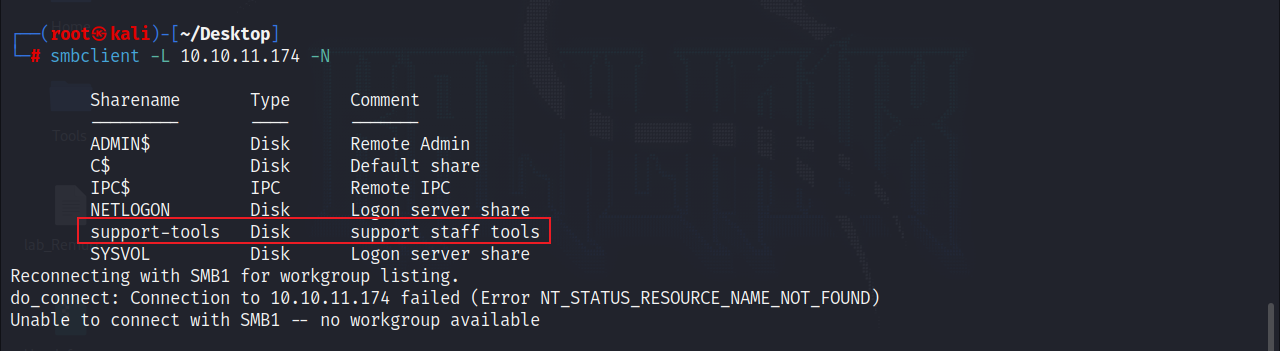 (root㉿kali)-[~/Desktop]
# smbclient -L 10.10.11.174 -N
Sharename Type Comment
--------- ---- -------
ADMIN$ Disk Remote Admin
C$ Disk Default share
IPC$ IPC Remote IPC
NETLOGON Disk Logon server share
support-tools Disk support staff tools
SYSVOL Disk Logon server share
Reconnecting with SMB1 for workgroup listing.
do_connect: Connection to 10.10.11.174 failed (Error NT_STATUS_RESOURCE_NAME_NOT_FOUND)
Unable to connect with SMB1 -- no workgroup available
Tools